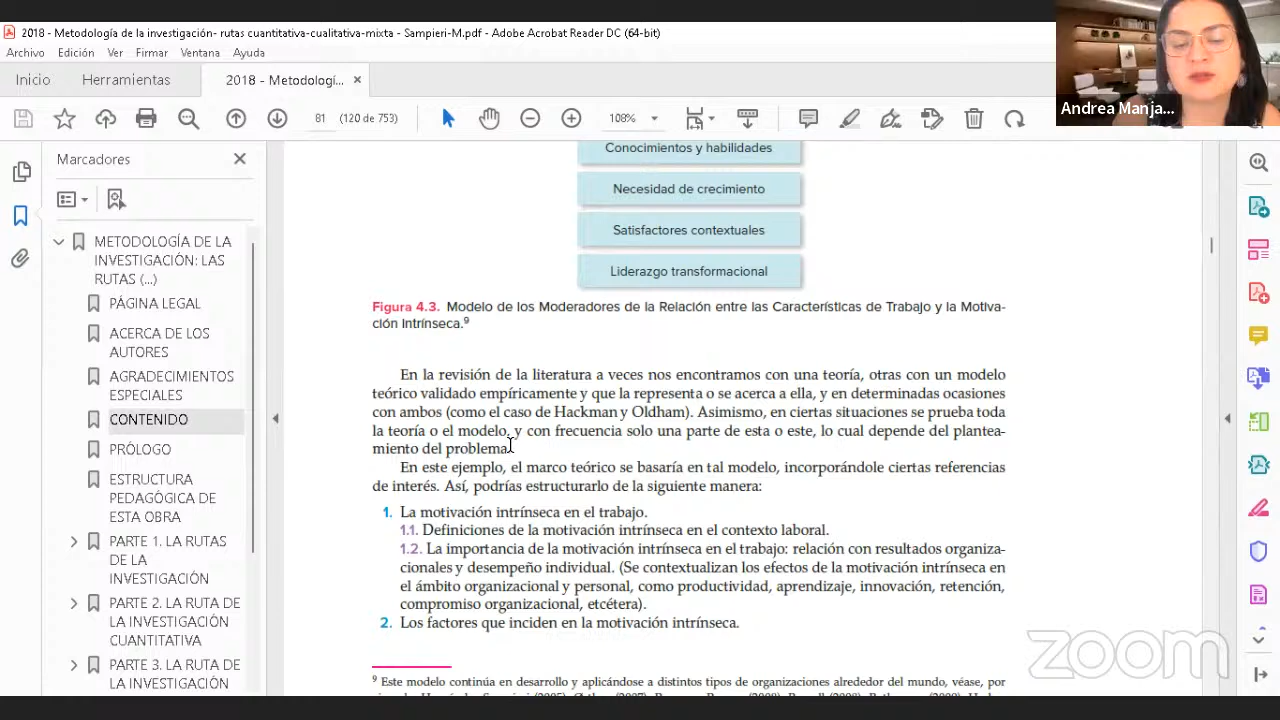 2018 - Metodología de la investigación- rutas cuantitativa-cualitativa-mixta - Sampieri-M.pdf - Adobe Acrobat Reader DC (64-bit)
Archivo Edición Ver Firmar Ventana Ayuda
Inicio Herramientas 2018 - Metodologí... ×
81 (120 de 753) 108%
Andrea Manja...
Marcadores
METODOLOGÍA DE LA
INVESTIGACIÓN: LAS
RUTAS (...)
PÁGINA LEGAL
ACERCA DE LOS
AUTORES
AGRADECIMIENTOS
ESPECIALES
CONTENIDO
PRÓLOGO
ESTRUCTURA
PEDAGÓGICA DE
ESTA OBRA
PARTE 1. LA RUTAS
DE LA
INVESTIGACIÓN
PARTE 2. LA RUTA DE
LA INVESTIGACIÓN
CUANTITATIVA
PARTE 3. LA RUTA DE
LA INVESTIGACIÓN
Conocimientos y habilidades
Necesidad de crecimiento
Satisfactores contextuales
Liderazgo transformacional
Figura 4.3. Modelo de los Moderadores de la Relación entre las Características de Trabajo y la Motiva-
ción Intrínseca.9
En la revisión de la literatura a veces nos encontramos con una teoría, otras con un modelo
teórico validado empíricamente y que la representa o se acerca a ella, y en determinadas ocasiones
con ambos (como el caso de Hackman y Oldham). Asimismo, en ciertas situaciones se prueba toda
la teoría o el modelo, y con frecuencia solo una parte de esta o este, lo cual depende del plantea-
miento del problema.
En este ejemplo, el marco teórico se basaría en tal modelo, incorporándole ciertas referencias
de interés. Así, podrías estructurarlo de la siguiente manera:
1. La motivación intrínseca en el trabajo.
1.1. Definiciones de la motivación intrínseca en el contexto laboral.
1.2. La importancia de la motivación intrínseca en el trabajo: relación con resultados organiza-
cionales y desempeño individual. (Se contextualizan los efectos de la motivación intrínseca en
el ámbito organizacional y personal, como productividad, aprendizaje, innovación, retención,
compromiso organizacional, etcétera).
2. Los factores que inciden en la motivación intrínseca.
9 Este modelo continúa en desarrollo y aplicándose a distintos tipos de organizaciones alrededor del mundo, véase, por
zoom